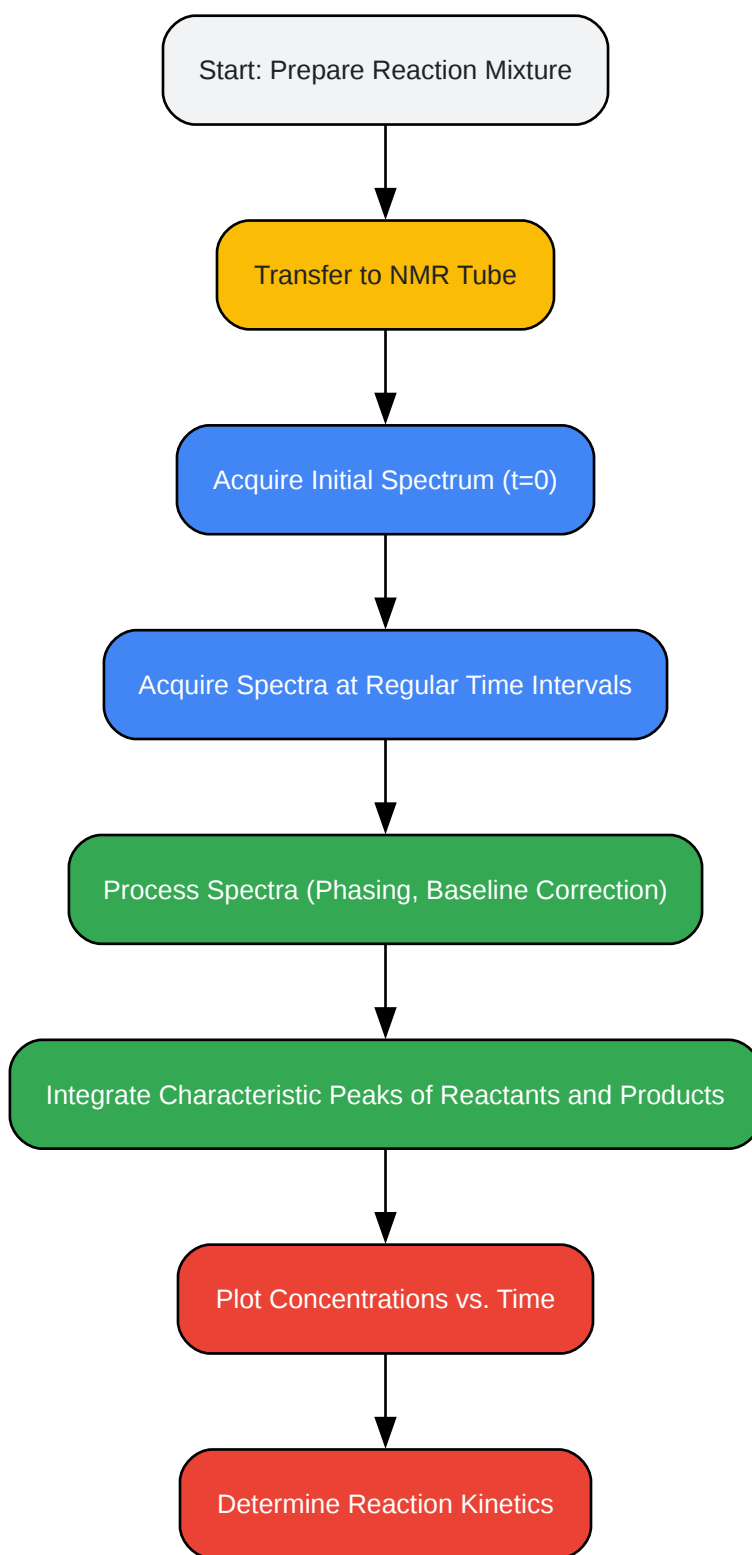 Start: Prepare Reaction Mixture
Transfer to NMR Tube
Acquire Initial Spectrum (t=0)
Acquire Spectra at Regular Time Intervals
Process Spectra (Phasing, Baseline Correction)
Integrate Characteristic Peaks of Reactants and Products
Plot Concentrations vs. Time
Determine Reaction Kinetics